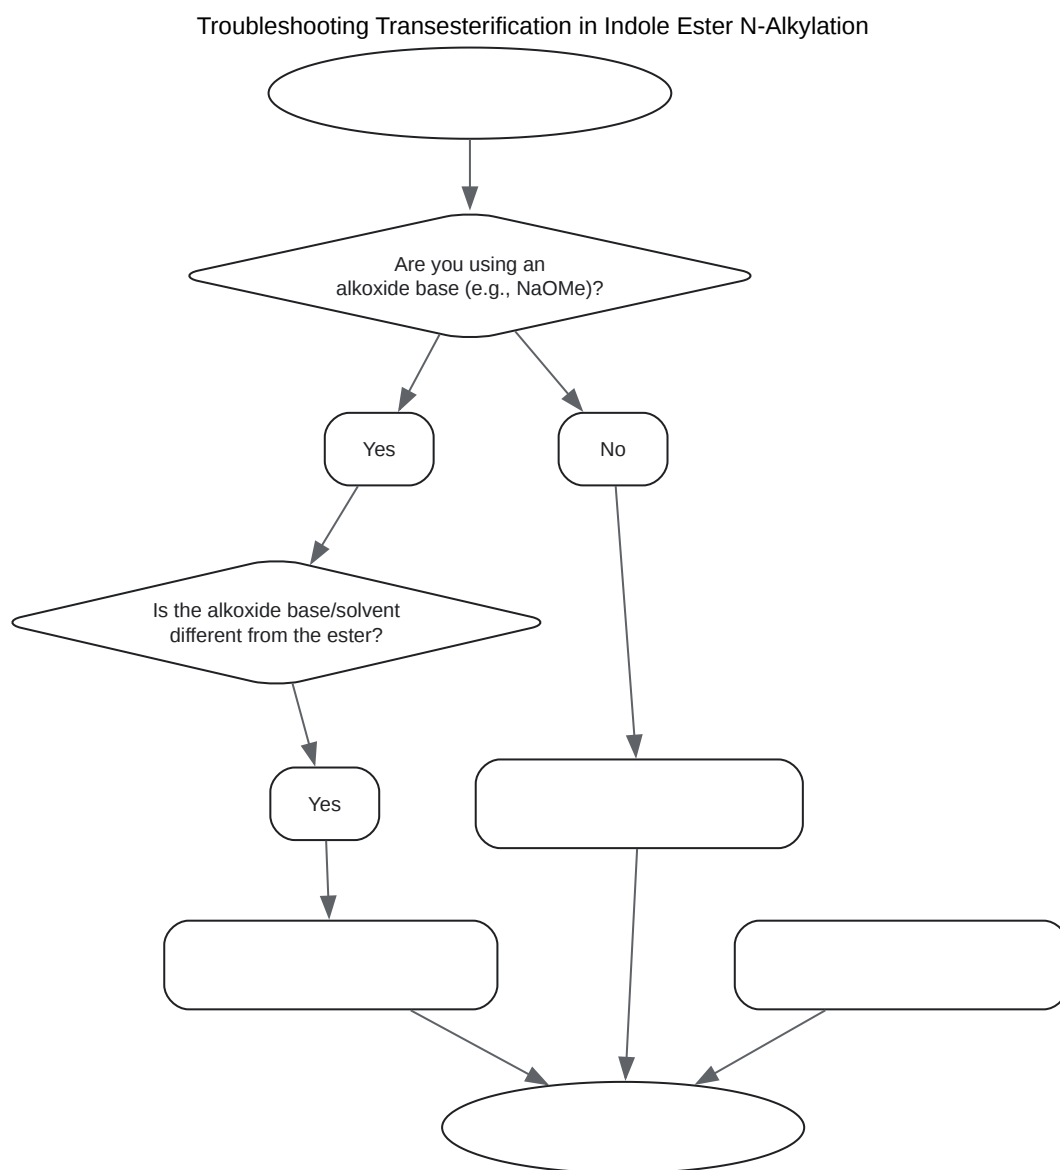 Troubleshooting Transesterification in Indole Ester N-Alkylation
Are you using an
alkoxide base (e.g., NaOMe)?
Yes
No
Is the alkoxide base/solvent
different from the ester?
Yes